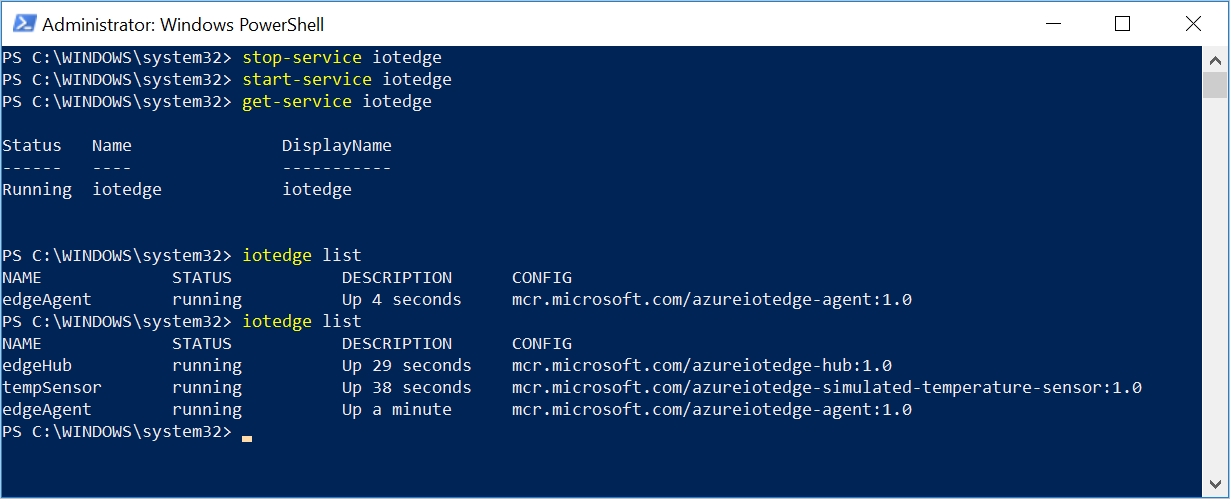 Administrator: Windows PowerShell
PS C:\WINDOWS\system32> stop-service iotedge
PS C:\WINDOWS\system32> start-service iotedge
PS C:\WINDOWS\system32> get-service iotedge
Status   Name               DisplayName
------   ----               -----------
Running  iotedge            iotedge
PS C:\WINDOWS\system32> iotedge list
NAME             STATUS           DESCRIPTION      CONFIG
edgeAgent        running          Up 4 seconds     mcr.microsoft.com/azureiotedge-agent:1.0
PS C:\WINDOWS\system32> iotedge list
NAME             STATUS           DESCRIPTION      CONFIG
edgeHub          running          Up 29 seconds    mcr.microsoft.com/azureiotedge-hub:1.0
tempSensor       running          Up 38 seconds    mcr.microsoft.com/azureiotedge-simulated-temperature-sensor:1.0
edgeAgent        running          Up a minute      mcr.microsoft.com/azureiotedge-agent:1.0
PS C:\WINDOWS\system32>